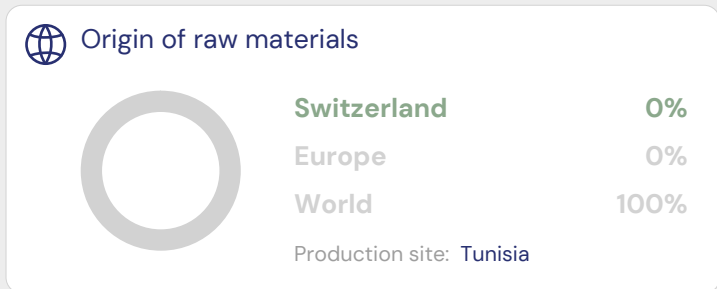 Origin of raw materials
Switzerland 0%
Europe 0%
World 100%
Production site: Tunisia